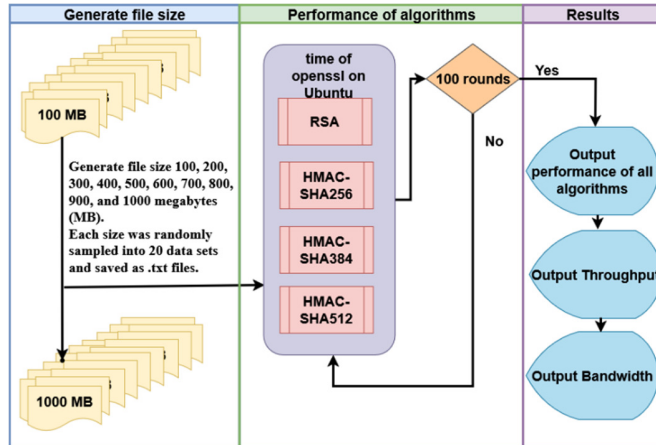 Generate file size
Performance of algorithms
Results
100 MB
Generate file size 100, 200,
300, 400, 500, 600, 700, 800,
900, and 1000 megabytes
(MB).
Each size was randomly
sampled into 20 data sets
and saved as .txt files.
1000 MB
time of
openssl on
Ubuntu
RSA
HMAC-
SHA256
HMAC-
SHA384
HMAC-
SHA512
100 rounds
Yes
No
Output
performance of all
algorithms
Output Throughput
Output Bandwidth